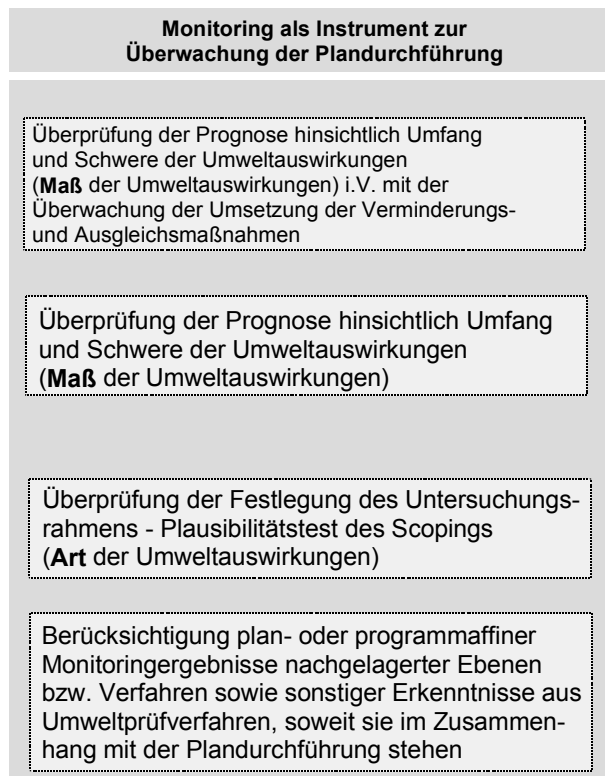 Monitoring als Instrument zur
Überwachung der Plandurchführung
Überprüfung der Prognose hinsichtlich Umfang
und Schwere der Umweltauswirkungen
(Maß der Umweltauswirkungen) i.V. mit der
Überwachung der Umsetzung der Verminderungs-
und Ausgleichsmaßnahmen
Überprüfung der Prognose hinsichtlich Umfang
und Schwere der Umweltauswirkungen
(Maß der Umweltauswirkungen)
Überprüfung der Festlegung des Untersuchungs-
rahmens - Plausibilitätstest des Scopings
(Art der Umweltauswirkungen)
Berücksichtigung plan- oder programmaffiner
Monitoringergebnisse nachgelagerter Ebenen
bzw. Verfahren sowie sonstiger Erkenntnisse aus
Umweltprüfverfahren, soweit sie im Zusammen-
hang mit der Plandurchführung stehen